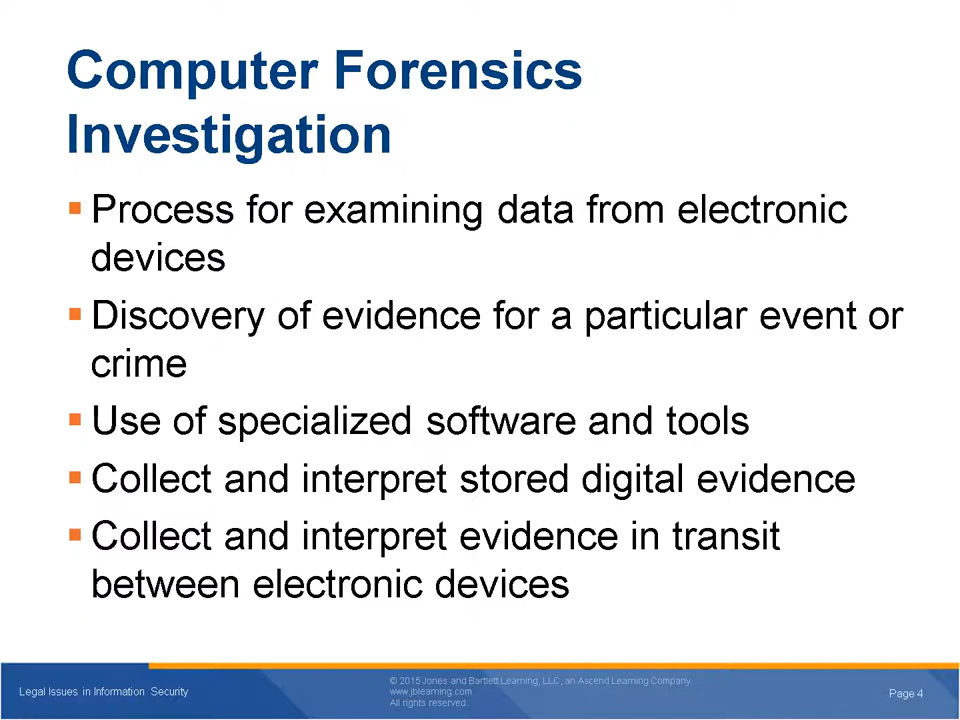 Computer Forensics
Investigation
Process for examining data from electronic
devices
Discovery of evidence for a particular event or
crime
Use of specialized software and tools
Collect and interpret stored digital evidence
Collect and interpret evidence in transit
between electronic devices
Legal Issues in Information Security
© 2015 Jones and Bartlett Learning, LLC, an Ascend Learning Company
www.jblearning.com
All rights reserved.
Page 4